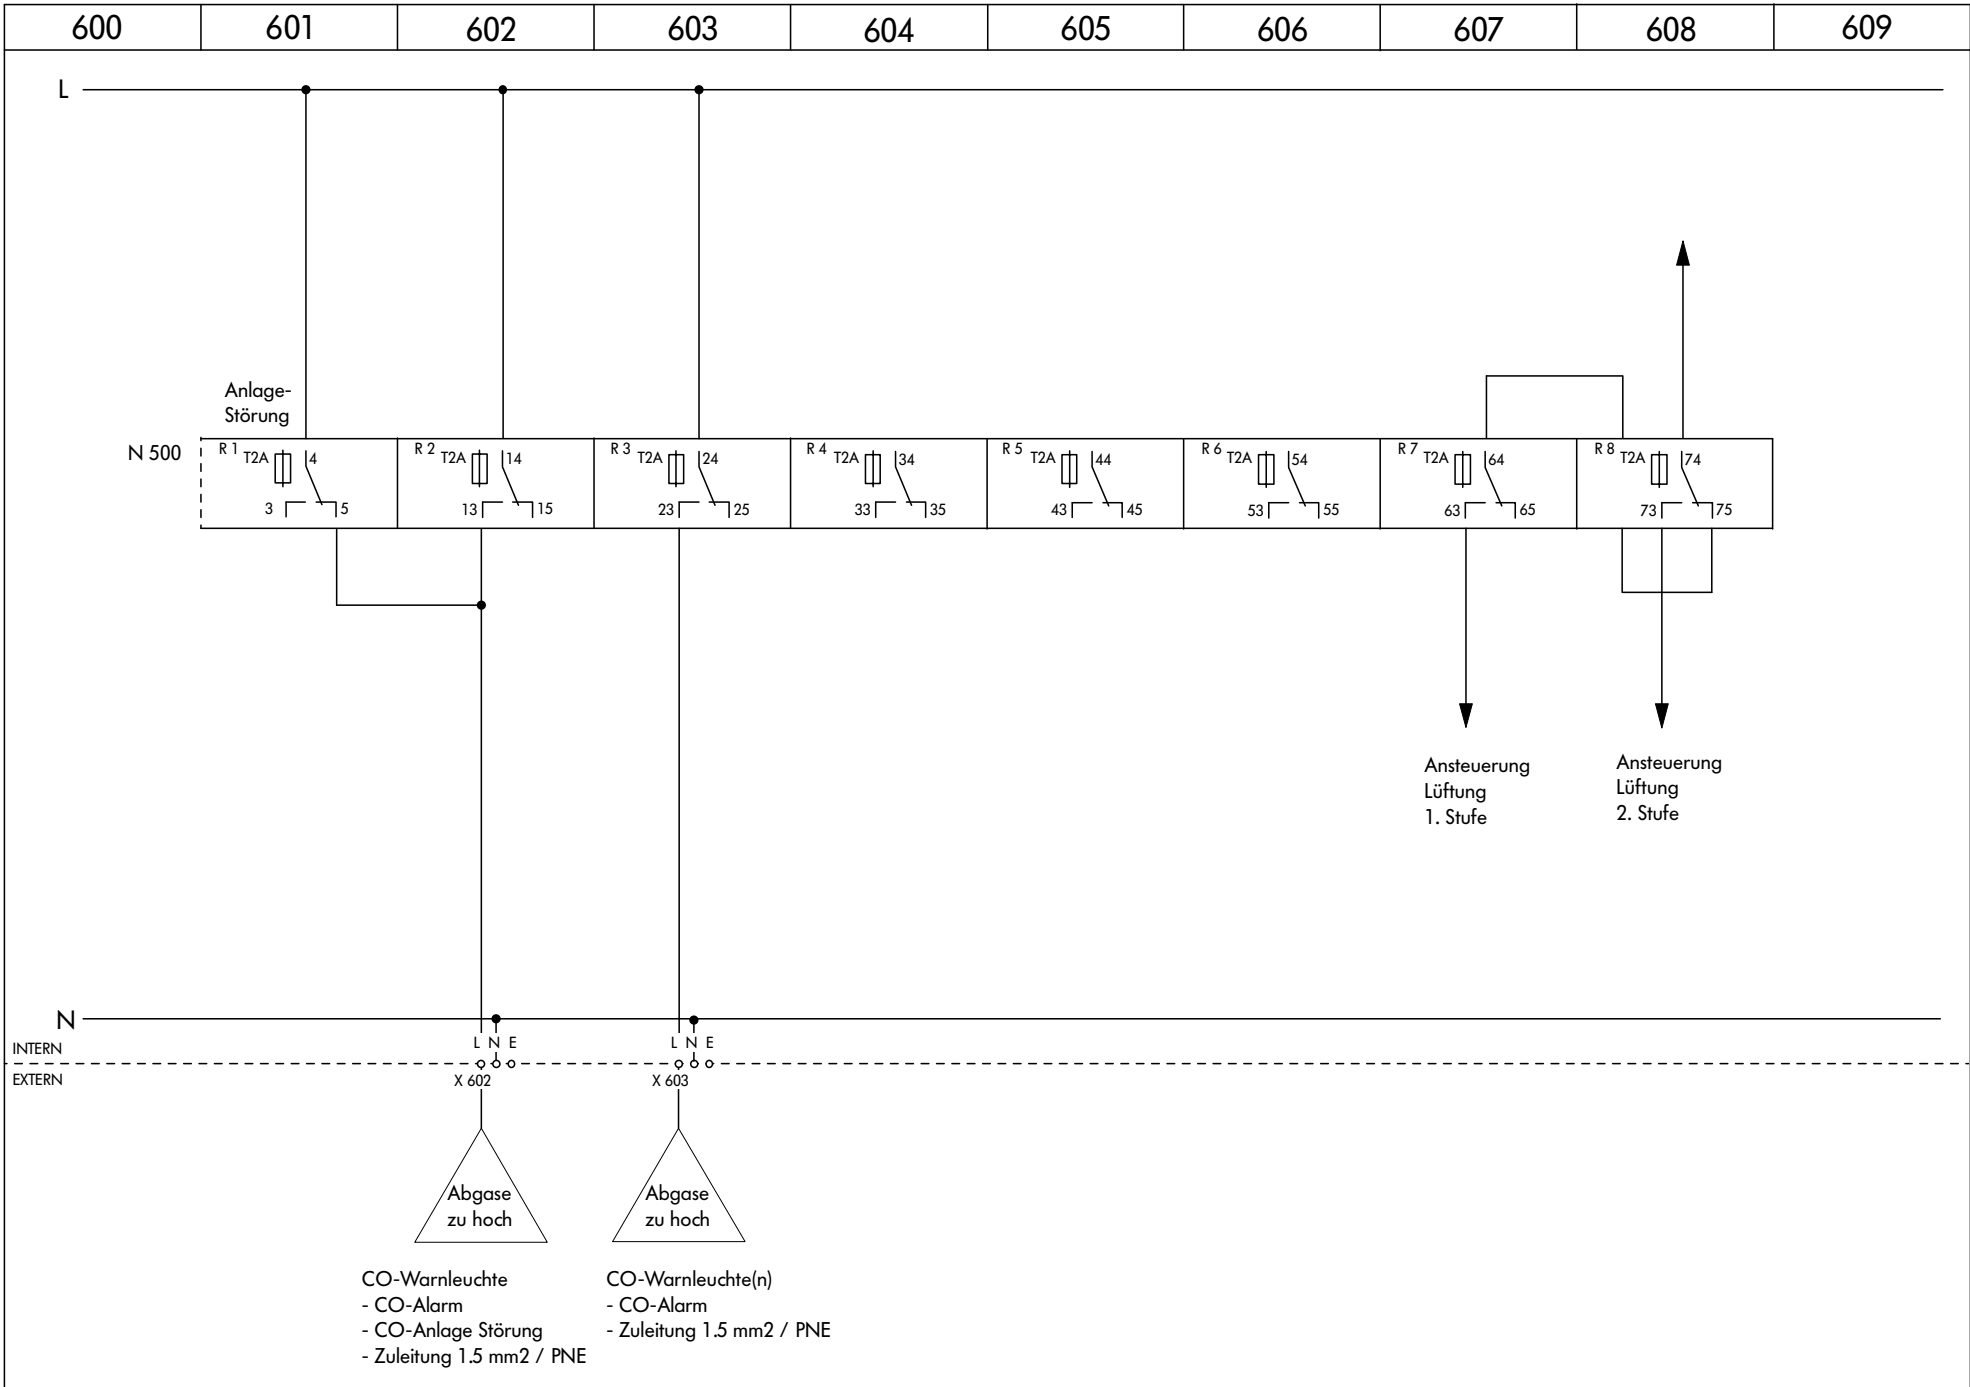 600 601 602 603 604 605 606 607 608 609
L
Anlage-
Störung
N 500
R 1 T2A 4 3 5
R 2 T2A 14 13 15
R 3 T2A 24 23 25
R 4 T2A 34 33 35
R 5 T2A 44 43 45
R 6 T2A 54 53 55
R 7 T2A 64 63 65
R 8 T2A 74 73 75
Ansteuerung
Lüftung
1. Stufe
Ansteuerung
Lüftung
2. Stufe
N
INTERN
EXTERN
L N E
X 602
L N E
X 603
Abgase
zu hoch
Abgase
zu hoch
CO-Warnleuchte
- CO-Alarm
- CO-Anlage Störung
- Zuleitung 1.5 mm2 / PNE
CO-Warnleuchte(n)
- CO-Alarm
- Zuleitung 1.5 mm2 / PNE